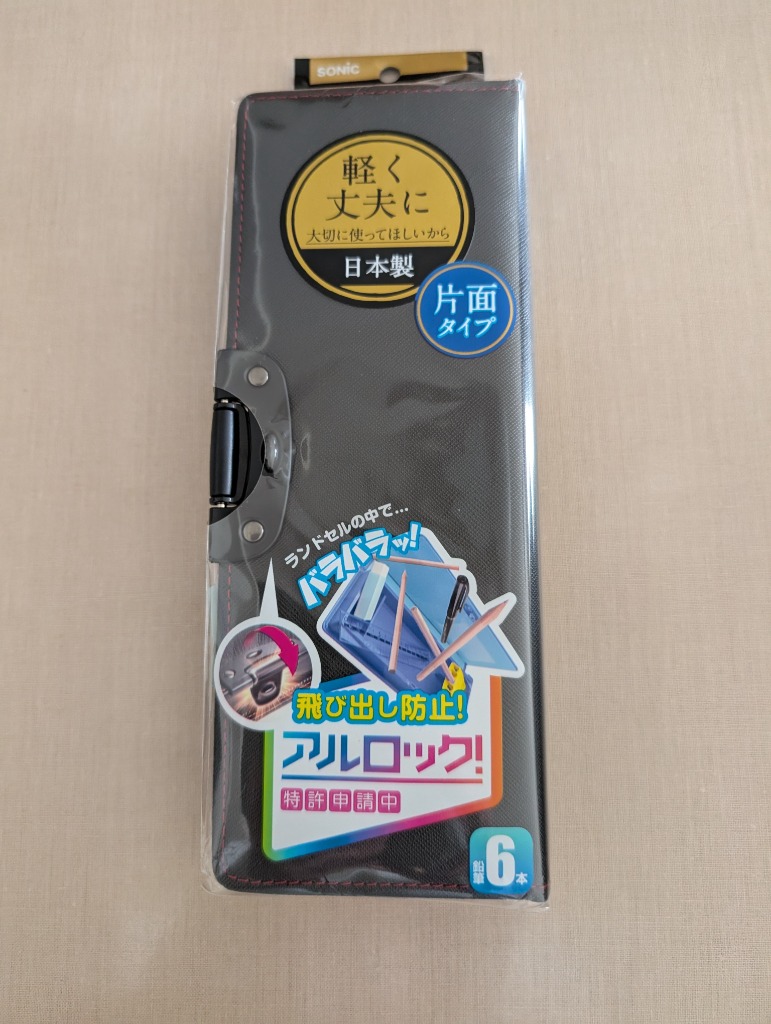 SONiC
軽く
丈夫に
大切に使ってほしいから
日本製
片面
タイプ
ランドセルの中で…
バラバラッ!
飛び出し防止!
アルロック!
特許申請中
鉛筆6本